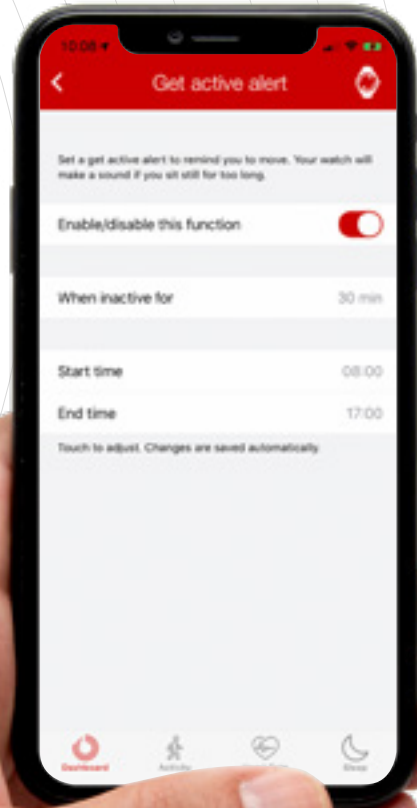 10:08
Get active alert
Set a get active alert to remind you to move. Your watch will
make a sound if you sit still for too long.
Enable/disable this function
When inactive for 30 min
Start time 08:00
End time 17:00
Touch to adjust. Changes are saved automatically.
Dashboard Activity Sleep